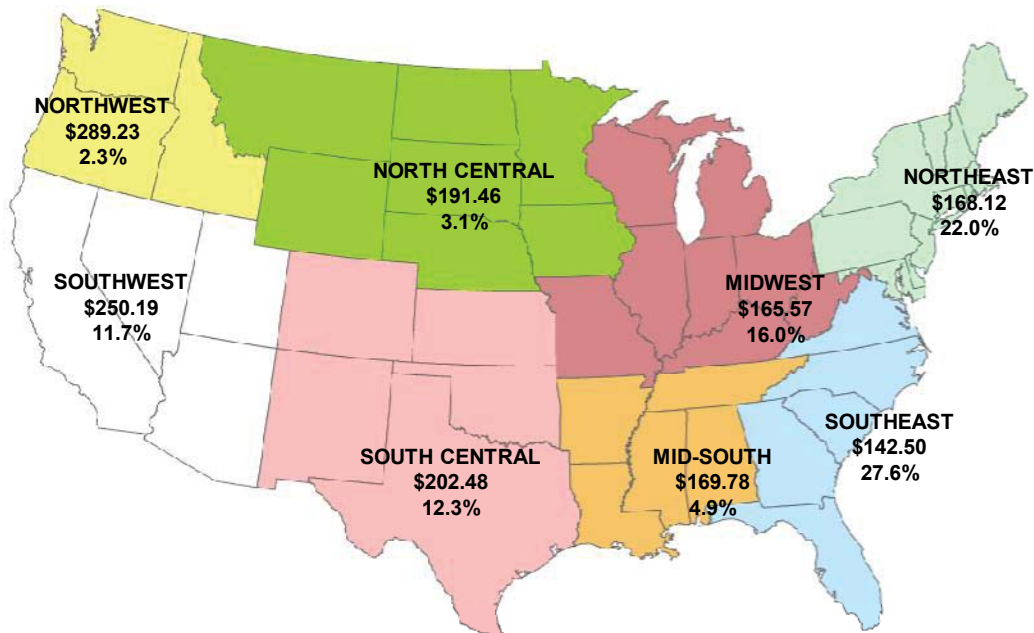 NORTHWEST
$289.23
2.3%
NORTH CENTRAL
$191.46
3.1%
NORTHEAST
$168.12
22.0%
SOUTHWEST
$250.19
11.7%
MIDWEST
$165.57
16.0%
SOUTH CENTRAL
$202.48
12.3%
MID-SOUTH
$169.78
4.9%
SOUTHEAST
$142.50
27.6%